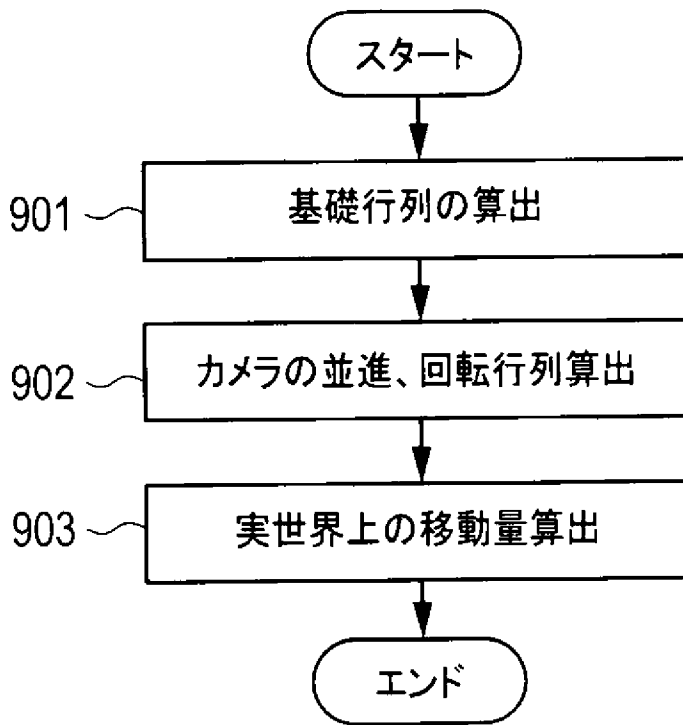 スタート
901
基礎行列の算出
902
カメラの並進、回転行列算出
903
実世界上の移動量算出
エンド